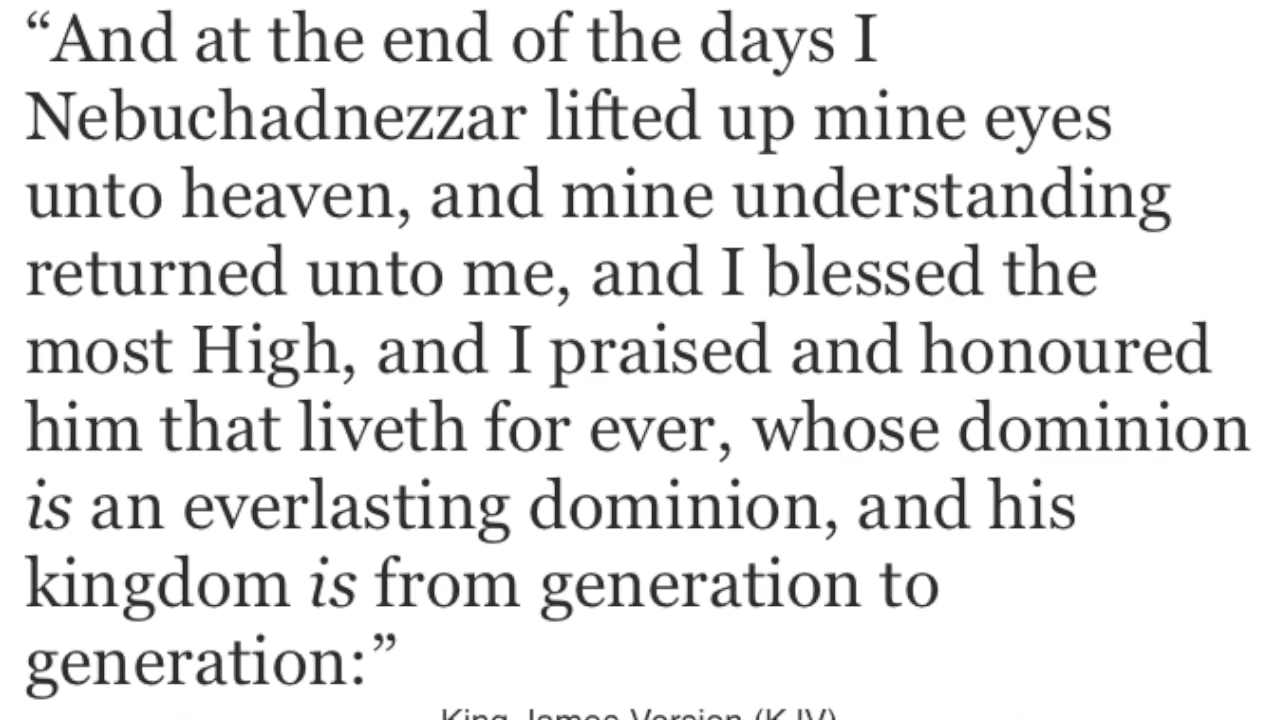 “And at the end of the days I
Nebuchadnezzar lifted up mine eyes
unto heaven, and mine understanding
returned unto me, and I blessed the
most High, and I praised and honoured
him that liveth for ever, whose dominion
is an everlasting dominion, and his
kingdom is from generation to
generation:”
King James Version (KJV)